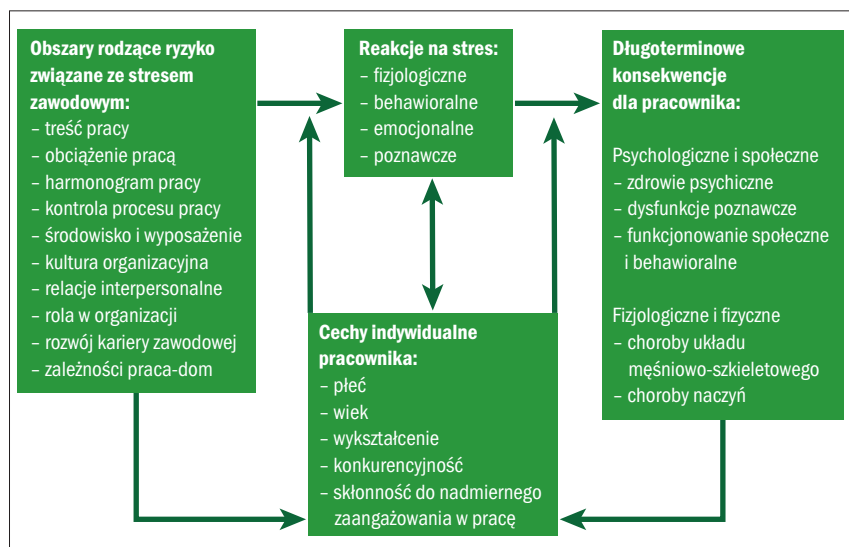 Obszary rodzące ryzyko
związane ze stresem
zawodowym:
– treść pracy
– obciążenie pracą
– harmonogram pracy
– kontrola procesu pracy
– środowisko i wyposażenie
– kultura organizacyjna
– relacje interpersonalne
– rola w organizacji
– rozwój kariery zawodowej
– zależności praca-dom
Reakcje na stres:
– fizjologiczne
– behawioralne
– emocjonalne
– poznawcze
Cechy indywidualne
pracownika:
– płeć
– wiek
– wykształcenie
– konkurencyjność
– skłonność do nadmiernego
zaangażowania w pracę
Długoterminowe
konsekwencje
dla pracownika:
Psychologiczne i społeczne
– zdrowie psychiczne
– dysfunkcje poznawcze
– funkcjonowanie społeczne
i behawioralne
Fizjologiczne i fizyczne
– choroby układu
męśniowo-szkieletowego
– choroby naczyń